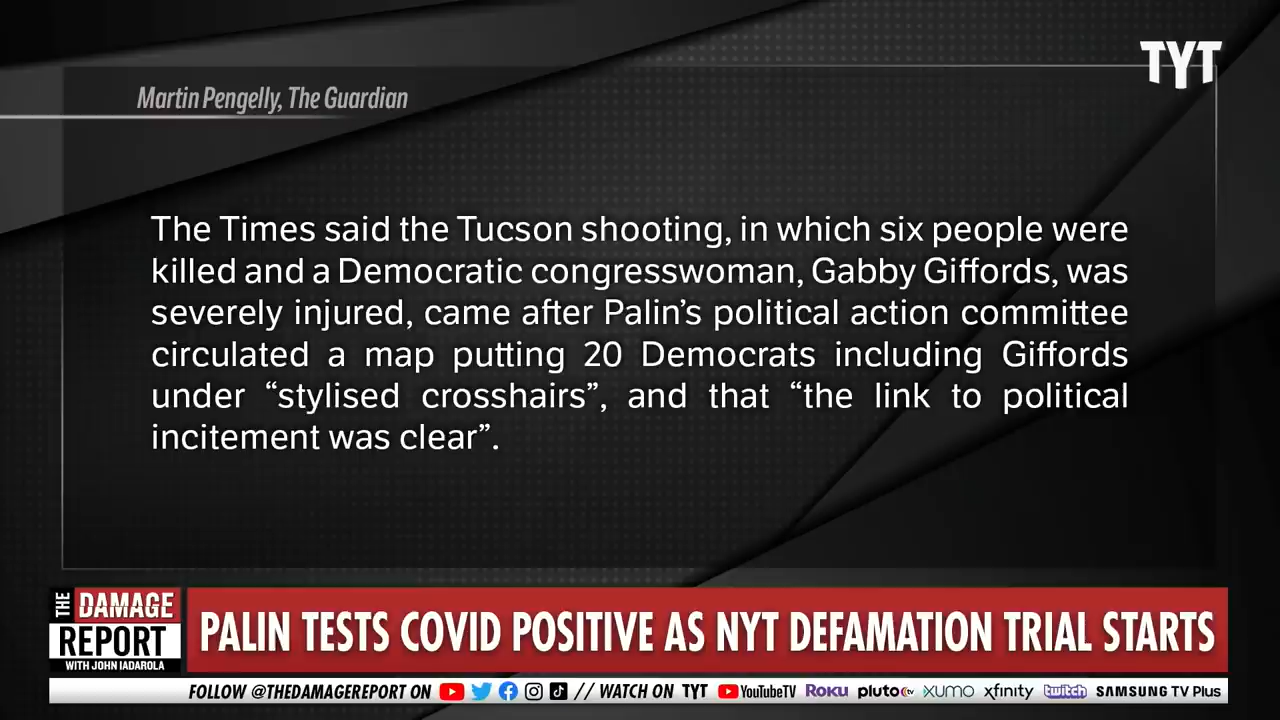 TYT
Martin Pengelly, The Guardian
The Times said the Tucson shooting, in which six people were
killed and a Democratic congresswoman, Gabby Giffords, was
severely injured, came after Palin’s political action committee
circulated a map putting 20 Democrats including Giffords
under “stylised crosshairs”, and that “the link to political
incitement was clear”.
THE DAMAGE
REPORT
WITH JOHN IADAROLA
PALIN TESTS COVID POSITIVE AS NYT DEFAMATION TRIAL STARTS
FOLLOW @THEDAMAGEREPORT ON // WATCH ON TYT YouTubeTV Roku pluto tv xumo xfinity twitch SAMSUNG TV Plus